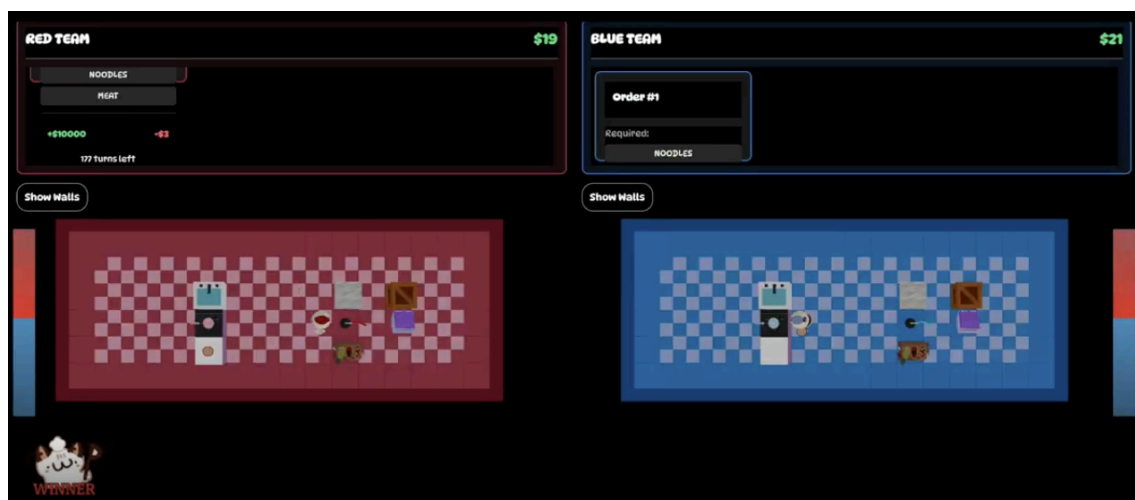 RED TEAM
$19
NOODLES
MEAT
+$10000
-$3
177 turns left
Show Walls
BLUE TEAM
$21
Order #1
Required:
NOODLES
Show Walls
WINNER